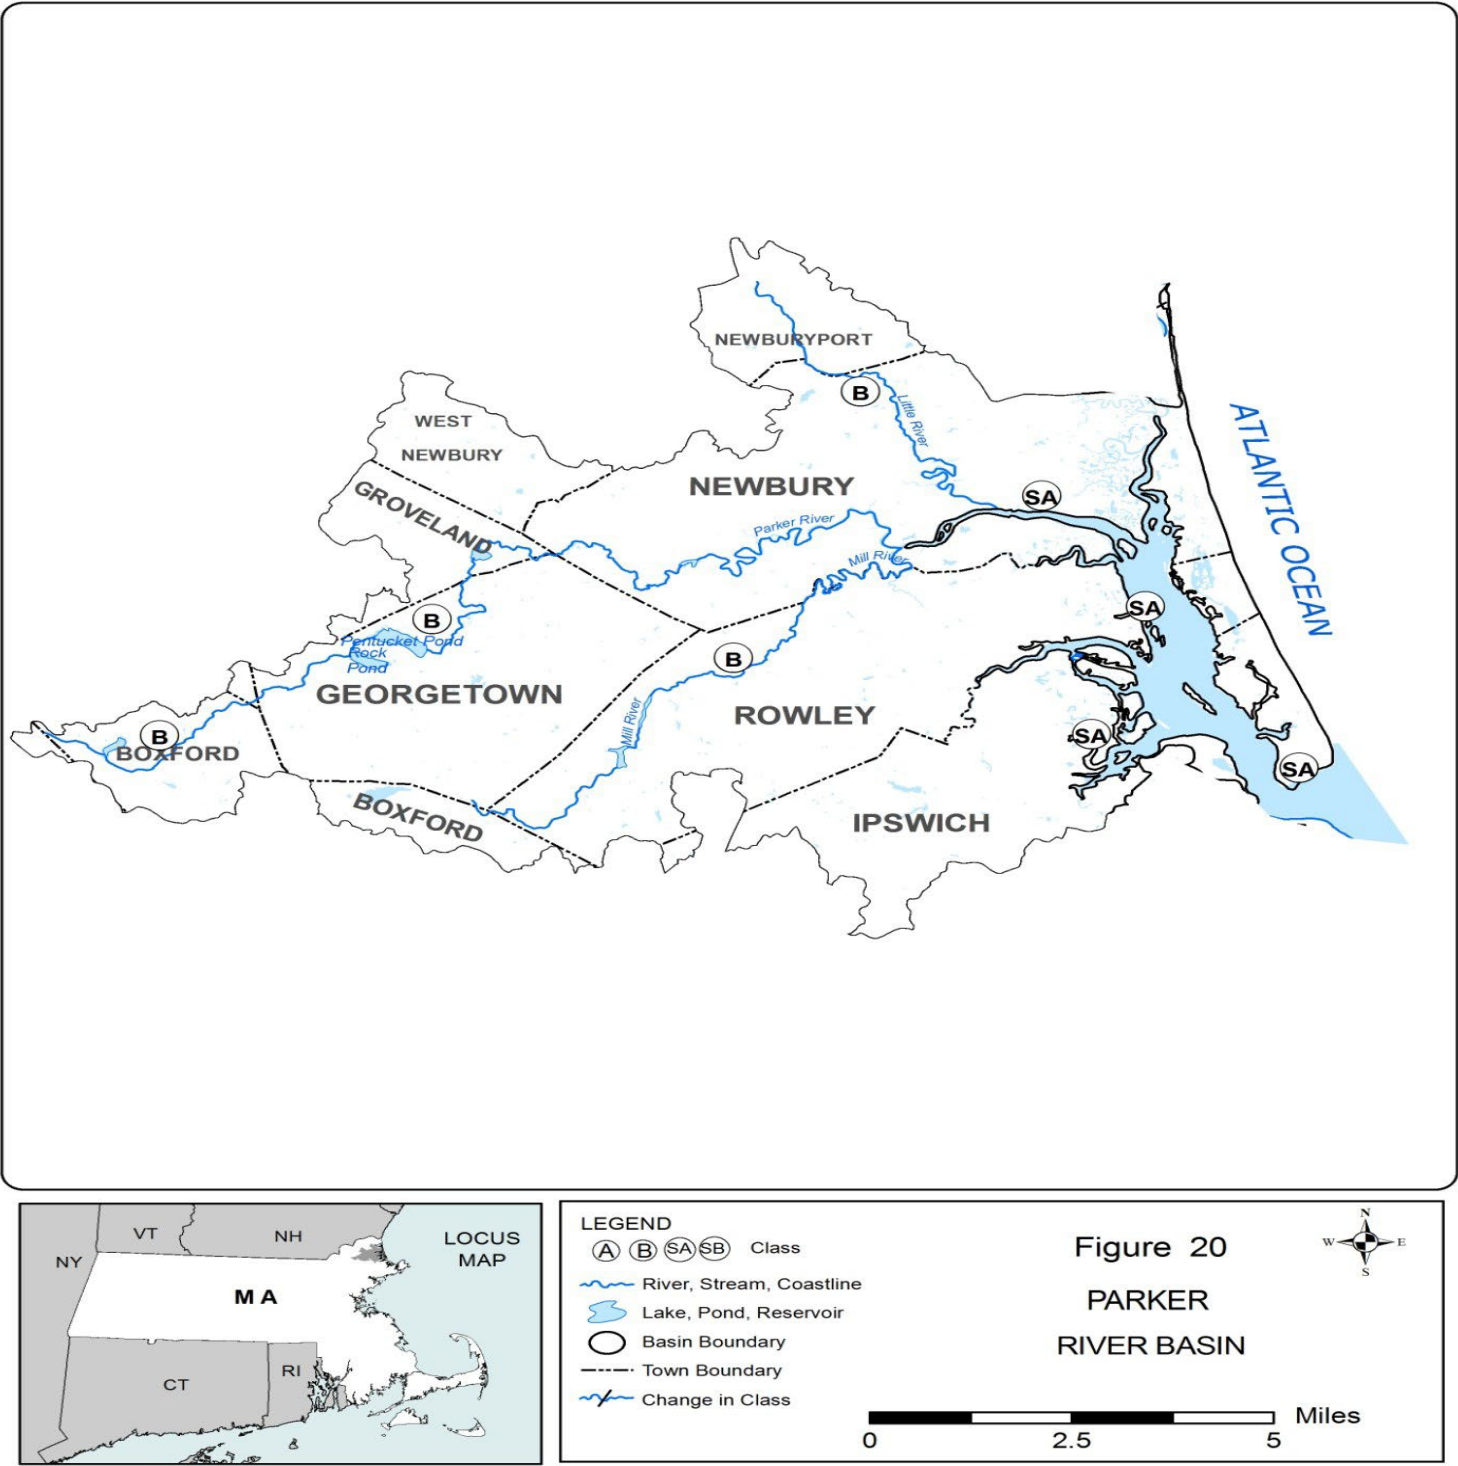 NEWBURYPORT
B
Little River
WEST
NEWBURY
GROVELAND
NEWBURY
SA
ATLANTIC OCEAN
Parker River
Mill River
B
Pentucket Pond
Rock
Pond
SA
B
GEORGETOWN
Mill River
ROWLEY
B
BOXFORD
SA
SA
BOXFORD
IPSWICH
NY
VT
NH
LOCUS
MAP
MA
CT
RI
LEGEND
A B SA SB Class
River, Stream, Coastline
Lake, Pond, Reservoir
Basin Boundary
Town Boundary
Change in Class
Figure 20
PARKER
RIVER BASIN
N
W E
S
Miles
0 2.5 5